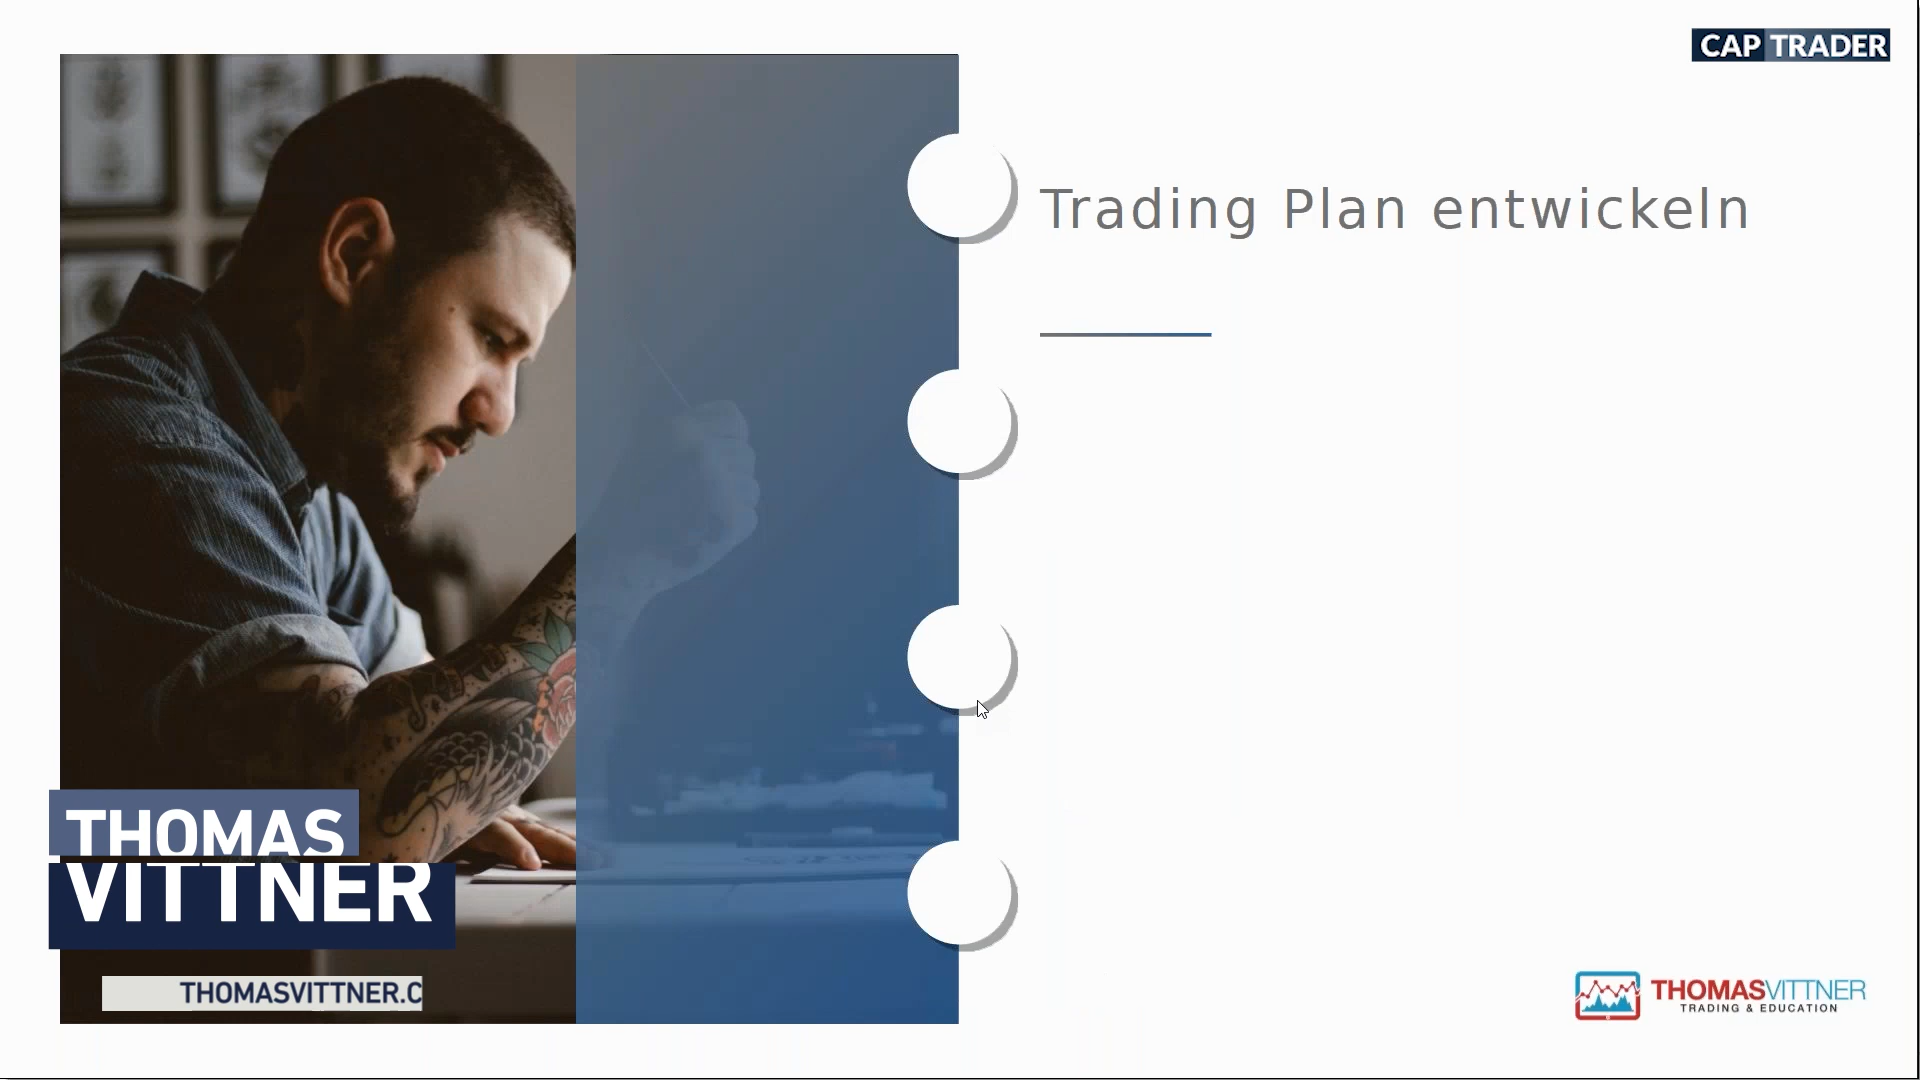 CAP TRADER
Trading Plan entwickeln
THOMAS
VITTNER
THOMASVITTNER.C
THOMASVITTNER
TRADING & EDUCATION